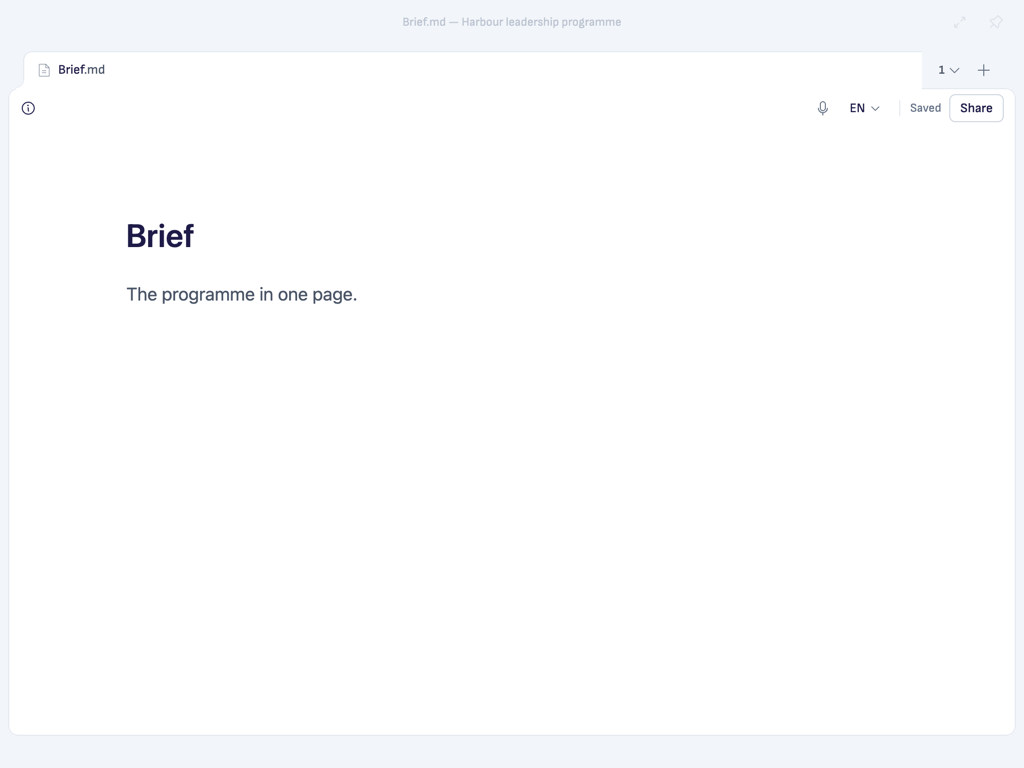 Brief.md — Harbour leadership programme
Brief.md
1
EN
Saved
Share
Brief
The programme in one page.